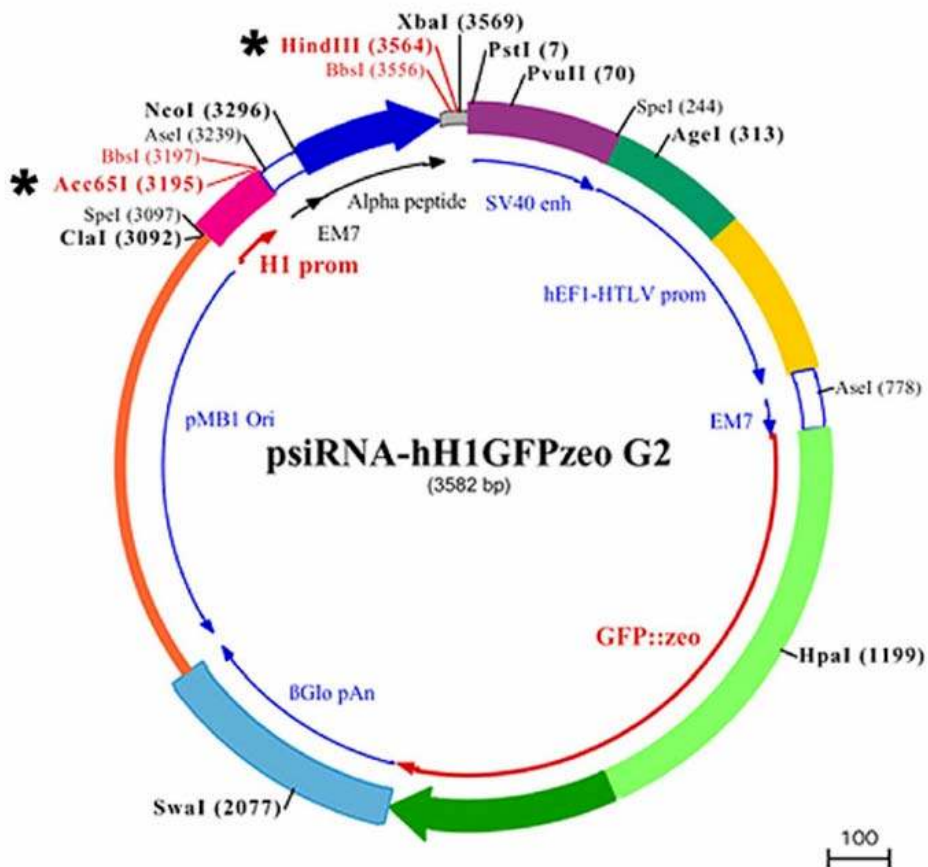 XbaI (3569)
* HindIII (3564)
PstI (7)
BbsI (3556)
PvuII (70)
NcoI (3296)
SpeI (244)
AseI (3239)
AgeI (313)
BbsI (3197)
* Acc65I (3195)
Alpha peptide
SV40 enh
SpeI (3097)
EM7
ClaI (3092)
H1 prom
hEF1-HTLV prom
AseI (778)
pMB1 Ori
EM7
psiRNA-hH1GFPzeo G2
(3582 bp)
GFP::zeo
HpaI (1199)
βGlo pAn
SwaI (2077)
100